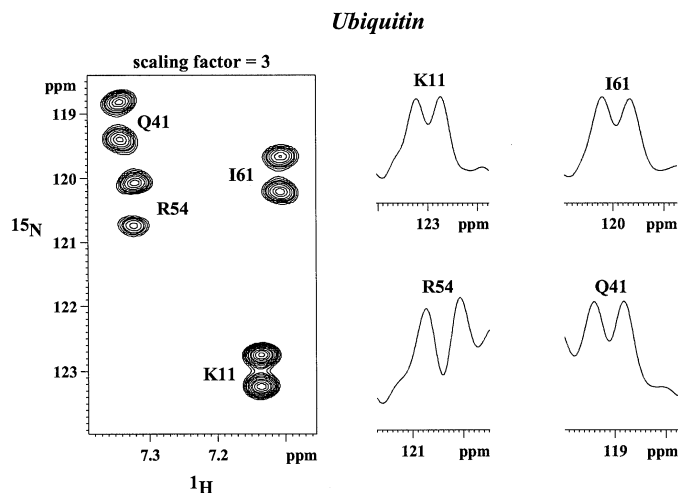 Ubiquitin
scaling factor = 3
ppm
119
120
121
122
123
15N
Q41
R54
I61
K11
7.3 7.2 ppm
1H
K11
123 ppm
I61
120 ppm
R54
121 ppm
Q41
119 ppm